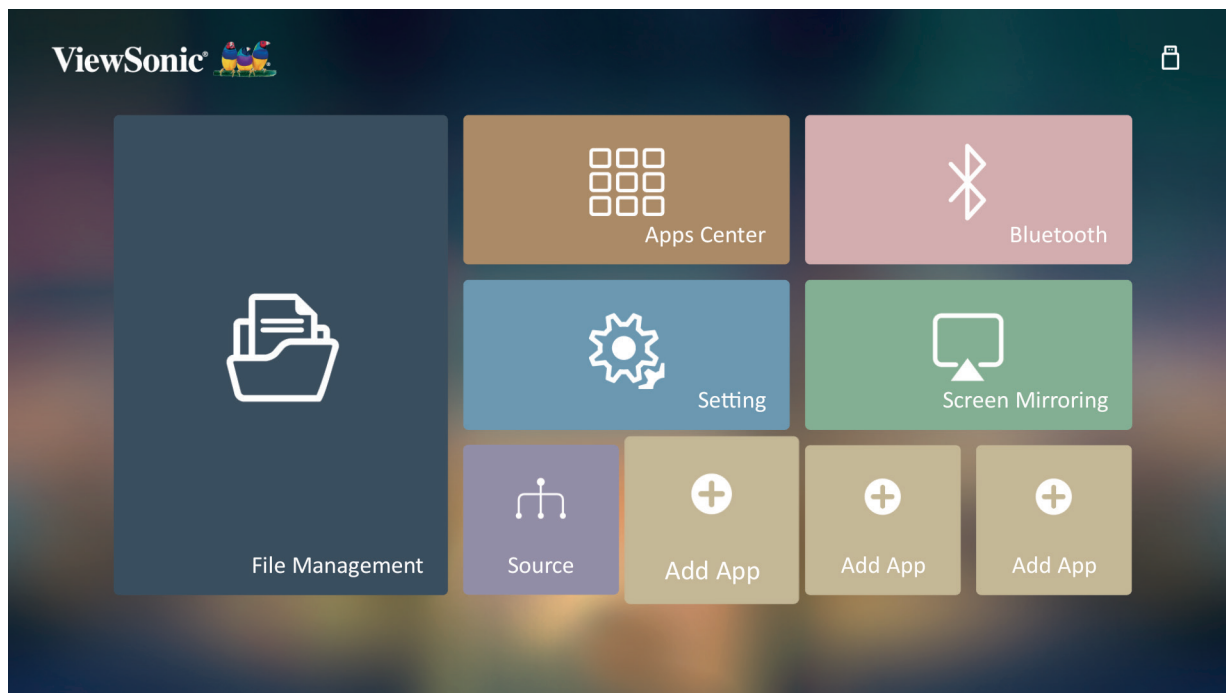 ViewSonic®
Apps Center
Bluetooth
Setting
Screen Mirroring
File Management
Source
Add App
Add App
Add App